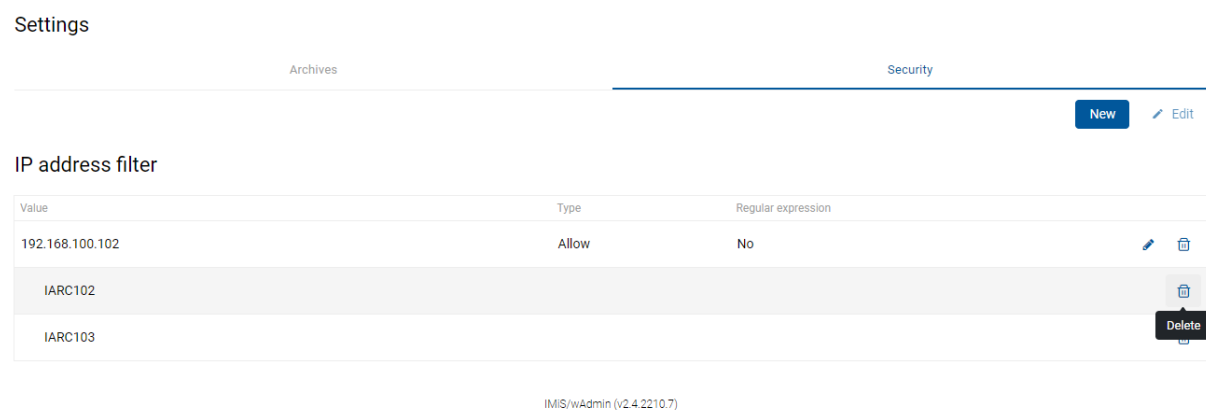 Settings
Archives Security
New Edit
IP address filter
Value Type Regular expression
192.168.100.102 Allow No
IARC102
Delete
IARC103
IMiS/wAdmin (v2.4.2210.7)